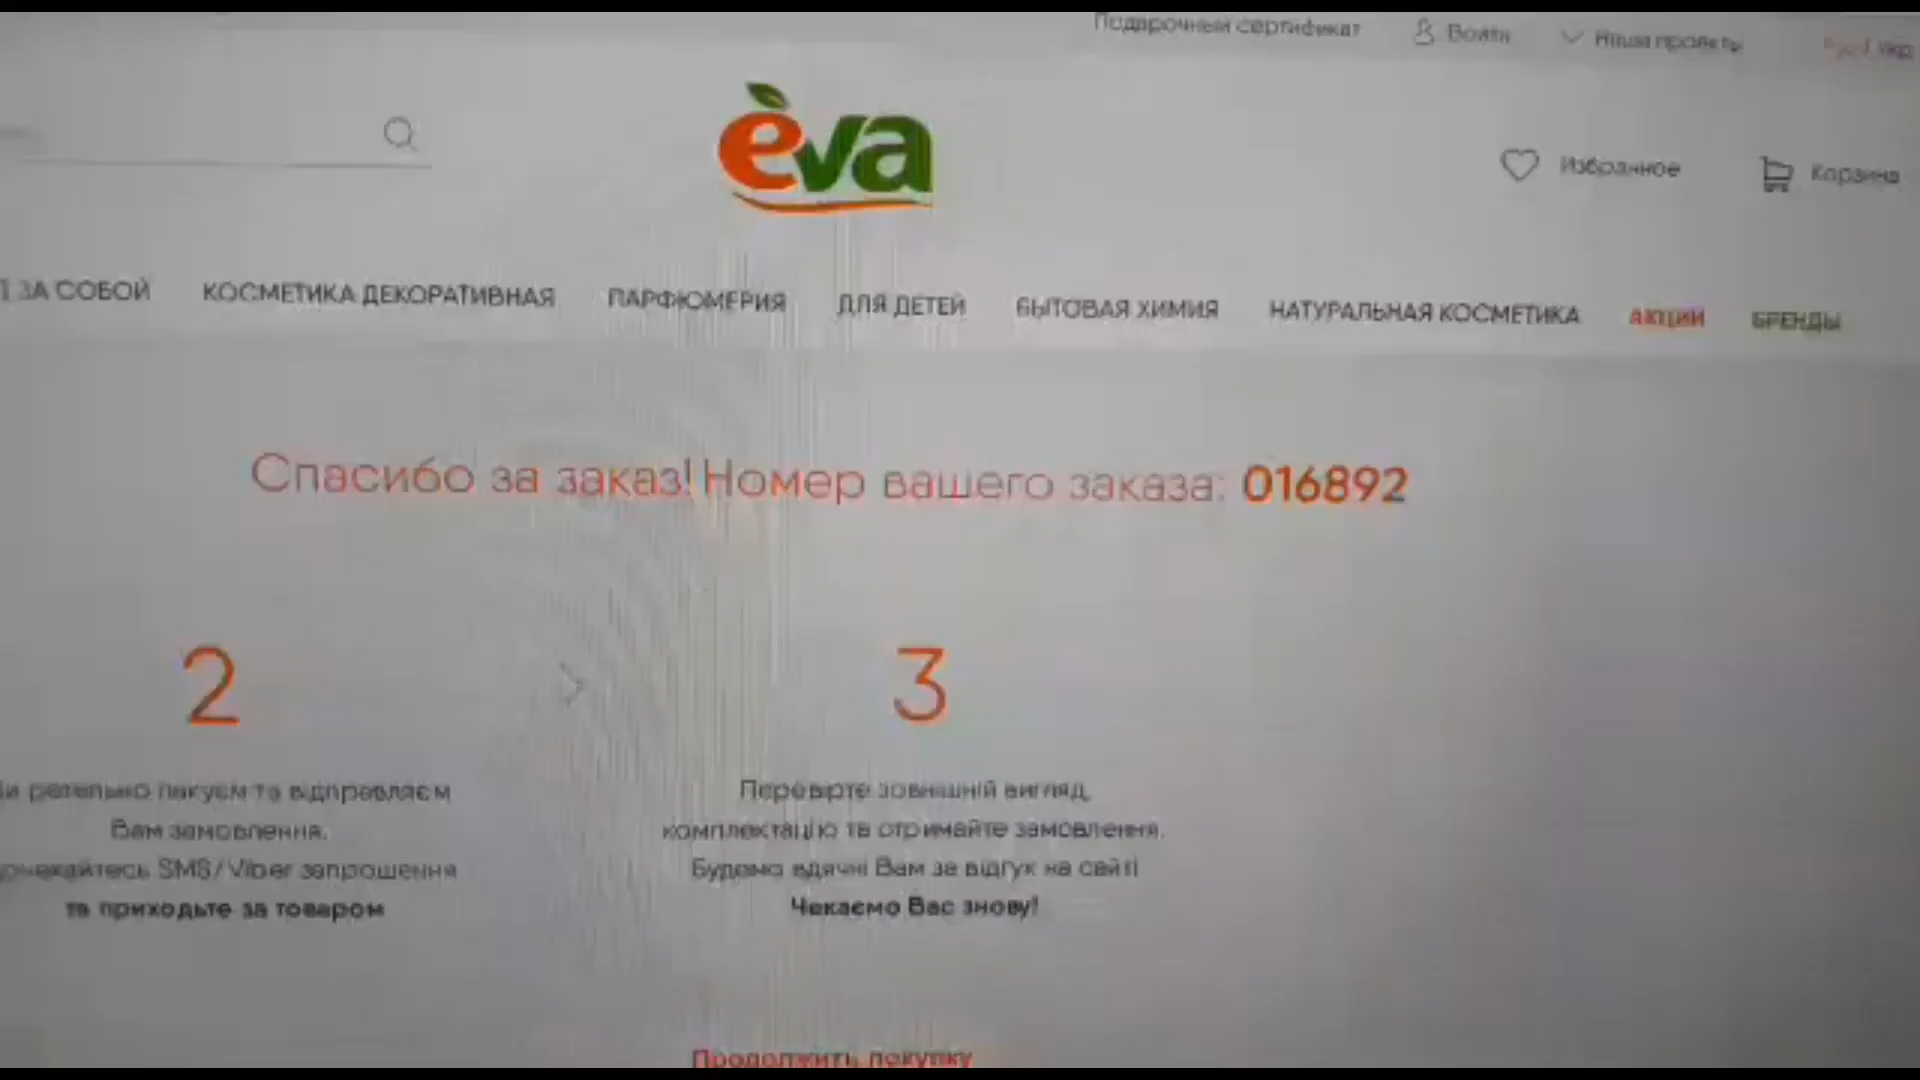 Подарочный сертификат Войти Наши проекты укр
eva
Избранное Корзина
ЗА СОБОЙ КОСМЕТИКА ДЕКОРАТИВНАЯ ПАРФЮМЕРИЯ ДЛЯ ДЕТЕЙ БЫТОВАЯ ХИМИЯ НАТУРАЛЬНАЯ КОСМЕТИКА АКЦИИ БРЕНДЫ
Спасибо за заказ! Номер вашего заказа: 016892
2
ретельно пакуєм та відправляєм
Вам замовлення.
SMS/Viber запрошення
та приходьте за товаром
3
Перевірте зовнішній вигляд,
комплектацію та отримайте замовлення.
Будемо вдячні Вам за відгук на сайті
Чекаємо Вас знову!
Продолжить покупку